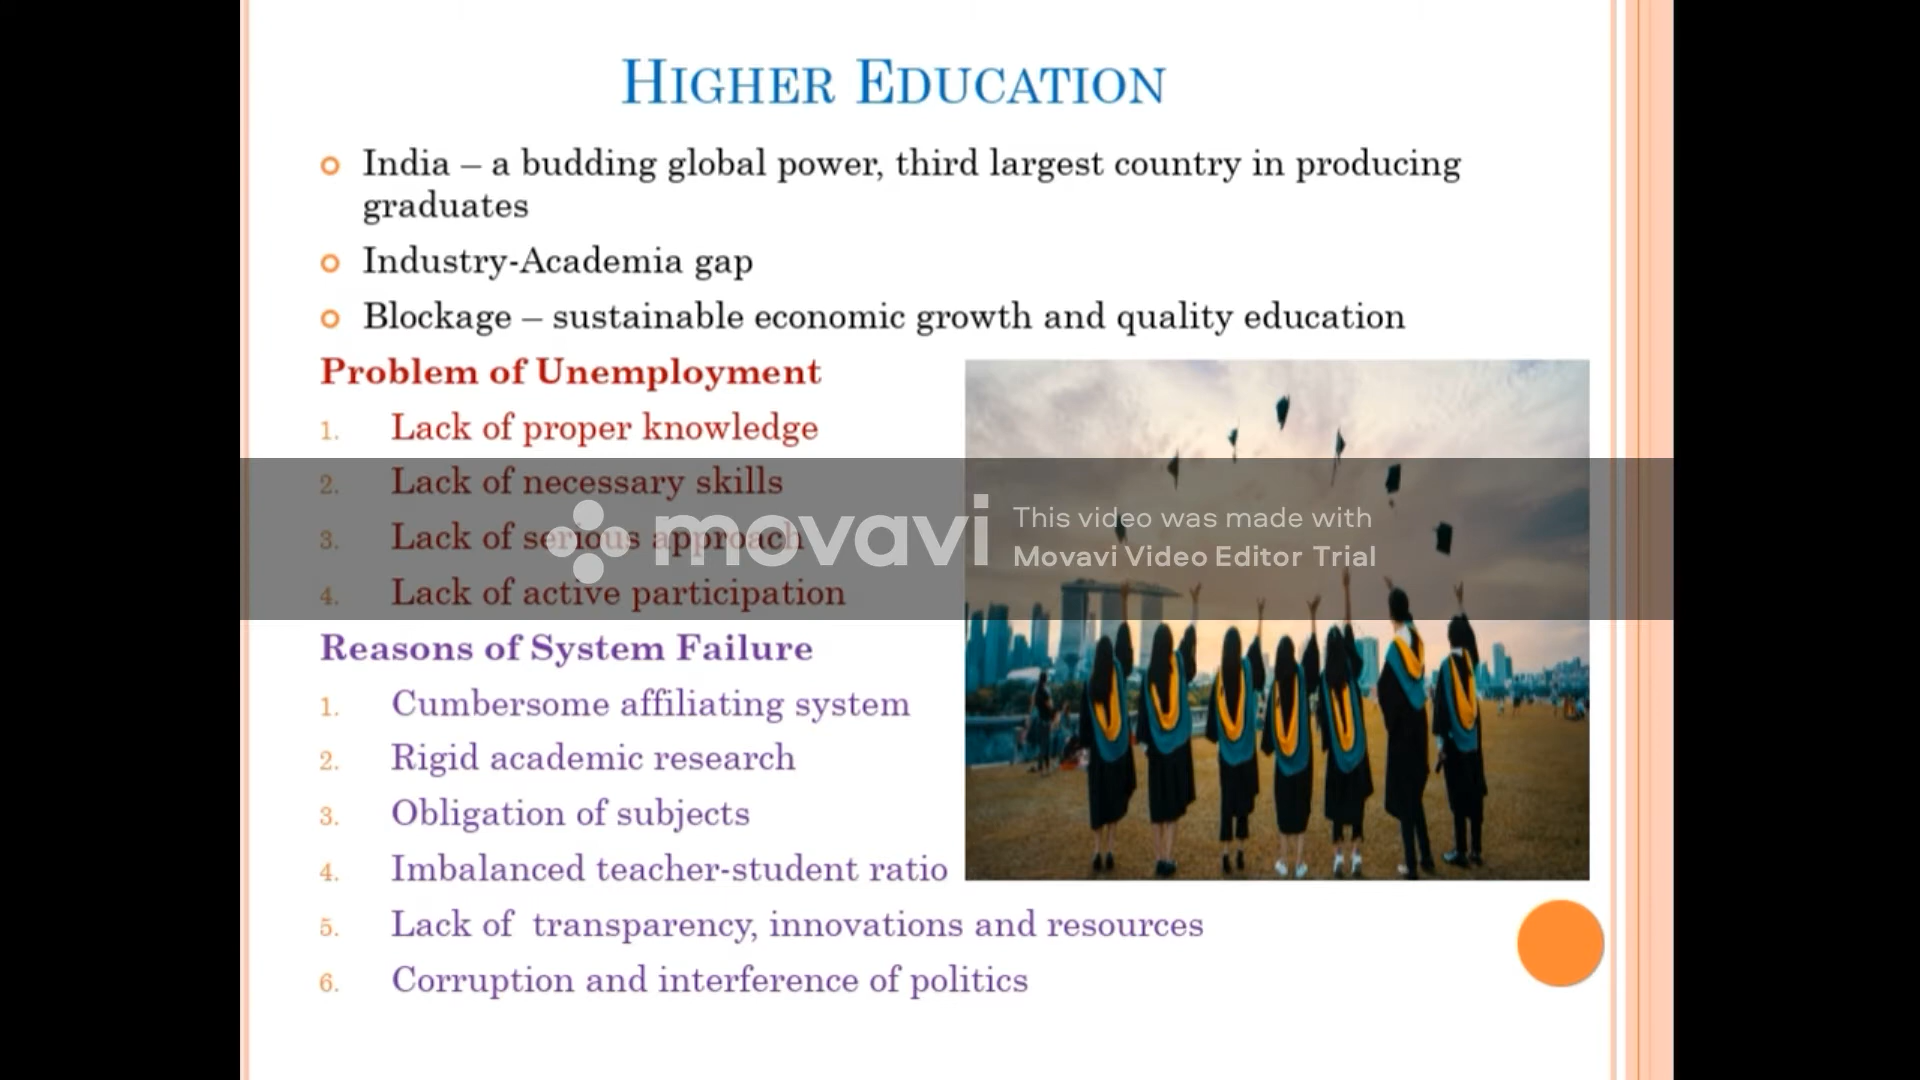 HIGHER EDUCATION
India – a budding global power, third largest country in producing
graduates
Industry-Academia gap
Blockage – sustainable economic growth and quality education
Problem of Unemployment
1. Lack of proper knowledge
2. Lack of necessary skills
3. Lack of serious approach
4. Lack of active participation
movavi
This video was made with
Movavi Video Editor Trial
Reasons of System Failure
1. Cumbersome affiliating system
2. Rigid academic research
3. Obligation of subjects
4. Imbalanced teacher-student ratio
5. Lack of  transparency, innovations and resources
6. Corruption and interference of politics